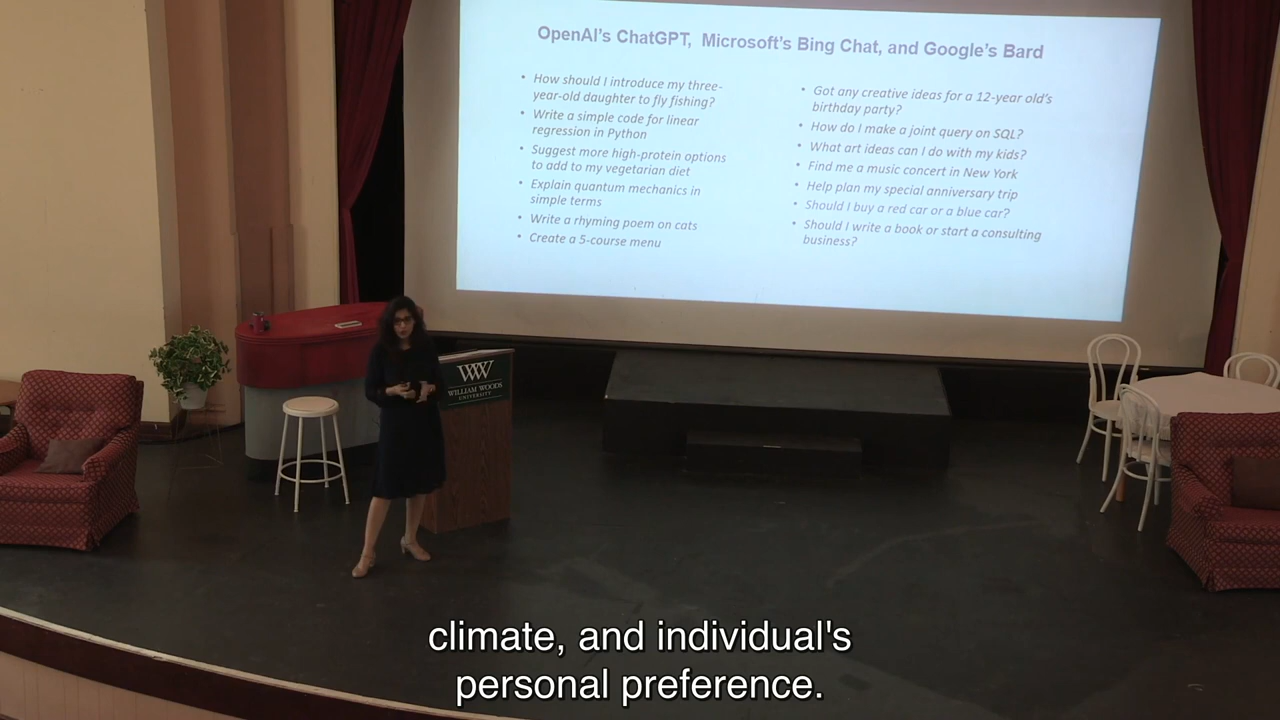 OpenAI's ChatGPT, Microsoft's Bing Chat, and Google's Bard
• How should I introduce my three-
year-old daughter to fly fishing?
• Write a simple code for linear
regression in Python
• Suggest more high-protein options
to add to my vegetarian diet
• Explain quantum mechanics in
simple terms
• Write a rhyming poem on cats
• Create a 5-course menu
• Got any creative ideas for a 12-year old's
birthday party?
• How do I make a joint query on SQL?
• What art ideas can I do with my kids?
• Find me a music concert in New York
• Help plan my special anniversary trip
• Should I buy a red car or a blue car?
• Should I write a book or start a consulting
business?
WILLIAM WOODS
UNIVERSITY
climate, and individual's
personal preference.